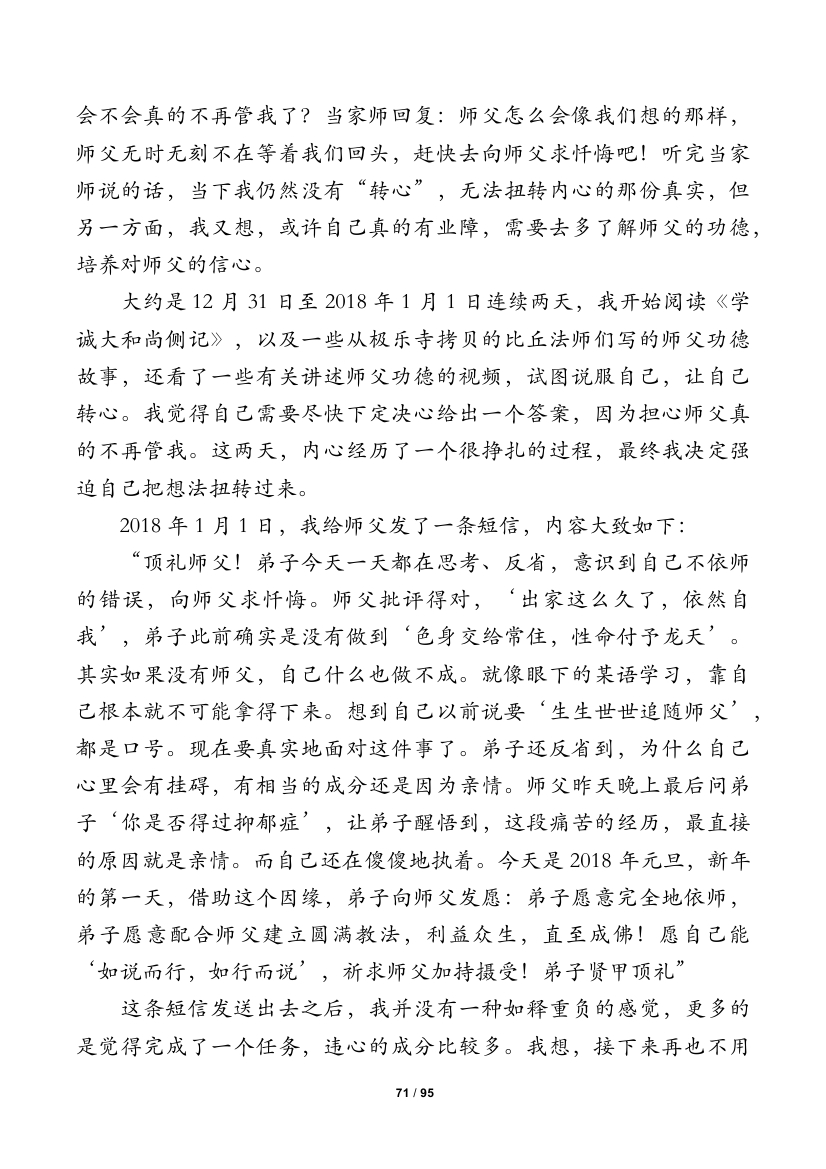 会不会真的不再管我了？当家师回复：师父怎么会像我们想的那样，
师父无时无刻不在等着我们回头，赶快去向师父求忏悔吧！听完当家
师说的话，当下我仍然没有“转心”，无法扭转内心的那份真实，但
另一方面，我又想，或许自己真的有业障，需要去多了解师父的功德，
培养对师父的信心。
大约是 12 月 31 日至 2018 年 1 月 1 日连续两天，我开始阅读《学
诚大和尚侧记》，以及一些从极乐寺拷贝的比丘法师们写的师父功德
故事，还看了一些有关讲述师父功德的视频，试图说服自己，让自己
转心。我觉得自己需要尽快下定决心给出一个答案，因为担心师父真
的不再管我。这两天，内心经历了一个很挣扎的过程，最终我决定强
迫自己把想法扭转过来。
2018 年 1 月 1 日，我给师父发了一条短信，内容大致如下：
“顶礼师父！弟子今天一天都在思考、反省，意识到自己不依师
的错误，向师父求忏悔。师父批评得对，‘出家这么久了，依然自
我’，弟子此前确实是没有做到‘色身交给常住，性命付予龙天’。
其实如果没有师父，自己什么也做不成。就像眼下的某语学习，靠自
己根本就不可能拿得下来。想到自己以前说要‘生生世世追随师父’，
都是口号。现在要真实地面对这件事了。弟子还反省到，为什么自己
心里会有挂碍，有相当的成分还是因为亲情。师父昨天晚上最后问弟
子‘你是否得过抑郁症’，让弟子醒悟到，这段痛苦的经历，最直接
的原因就是亲情。而自己还在傻傻地执着。今天是 2018 年元旦，新年
的第一天，借助这个因缘，弟子向师父发愿：弟子愿意完全地依师，
弟子愿意配合师父建立圆满教法，利益众生，直至成佛！愿自己能
‘如说而行，如行而说’，祈求师父加持摄受！弟子贤甲顶礼”
这条短信发送出去之后，我并没有一种如释重负的感觉，更多的
是觉得完成了一个任务，违心的成分比较多。我想，接下来再也不用
71 / 95